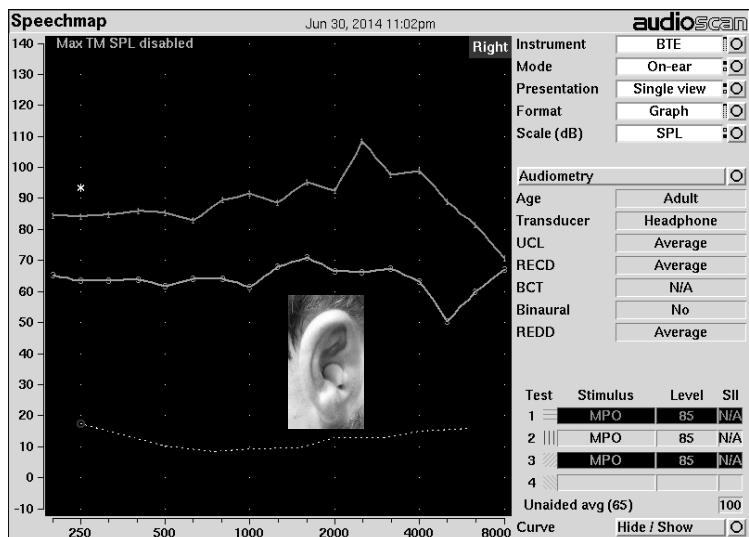 Speechmap Jun 30, 2014 11:02pm audioscan
Max TM SPL disabled
Right
140
130
120
110
100
90
80
70
60
50
40
30
20
10
0
-10
250 500 1000 2000 4000 8000
Instrument BTE
Mode On-ear
Presentation Single view
Format Graph
Scale (dB) SPL
Audiometry
Age Adult
Transducer Headphone
UCL Average
RECD Average
BCT N/A
Binaural No
REDD Average
Test Stimulus Level SII
1 MPO 85 N/A
2 MPO 85 N/A
3 MPO 85 N/A
4
Unaided avg (65) 100
Curve Hide / Show